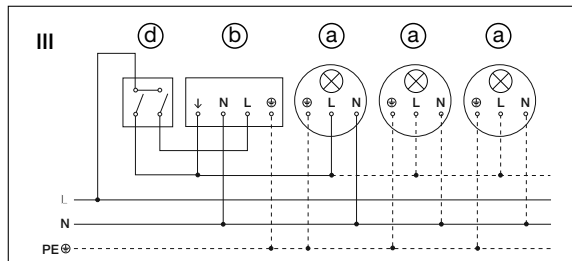 III
d b a a a
↓ N L ⏚ ⏚ L N ⏚ L N ⏚ L N
L
N
PE ⏚